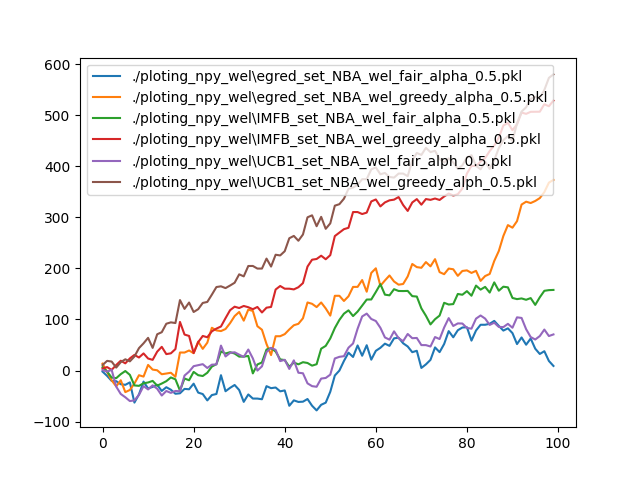 600
500
400
300
200
100
0
−100
0
20
40
60
80
100
./ploting_npy_wel\egred_set_NBA_wel_fair_alpha_0.5.pkl
./ploting_npy_wel\egred_set_NBA_wel_greedy_alpha_0.5.pkl
./ploting_npy_wel\IMFB_set_NBA_wel_fair_alpha_0.5.pkl
./ploting_npy_wel\IMFB_set_NBA_wel_greedy_alpha_0.5.pkl
./ploting_npy_wel\UCB1_set_NBA_wel_fair_alph_0.5.pkl
./ploting_npy_wel\UCB1_set_NBA_wel_greedy_alph_0.5.pkl